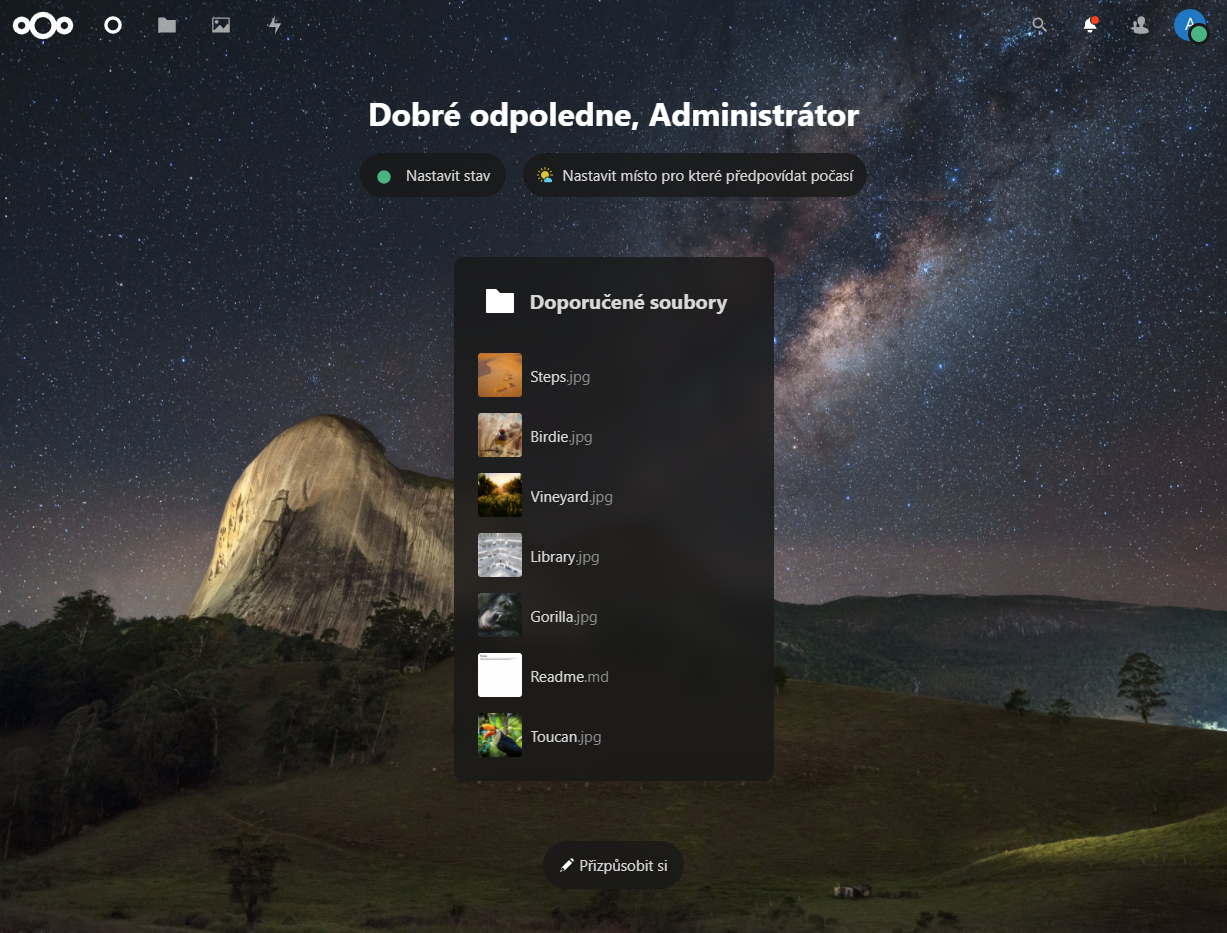 A
Dobré odpoledne, Administrátor
Nastavit stav
Nastavit místo pro které předpovídat počasí
Doporučené soubory
Steps.jpg
Birdie.jpg
Vineyard.jpg
Library.jpg
Gorilla.jpg
Readme.md
Toucan.jpg
Přizpůsobit si